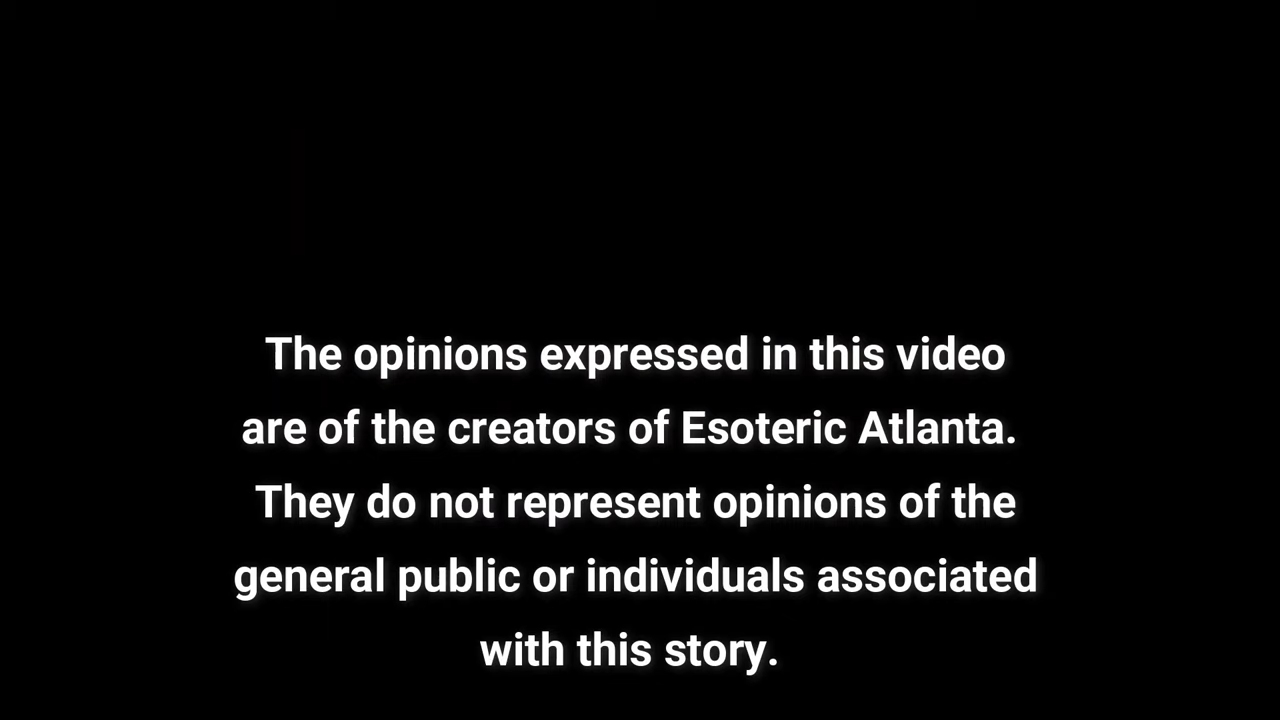 The opinions expressed in this video
are of the creators of Esoteric Atlanta.
They do not represent opinions of the
general public or individuals associated
with this story.